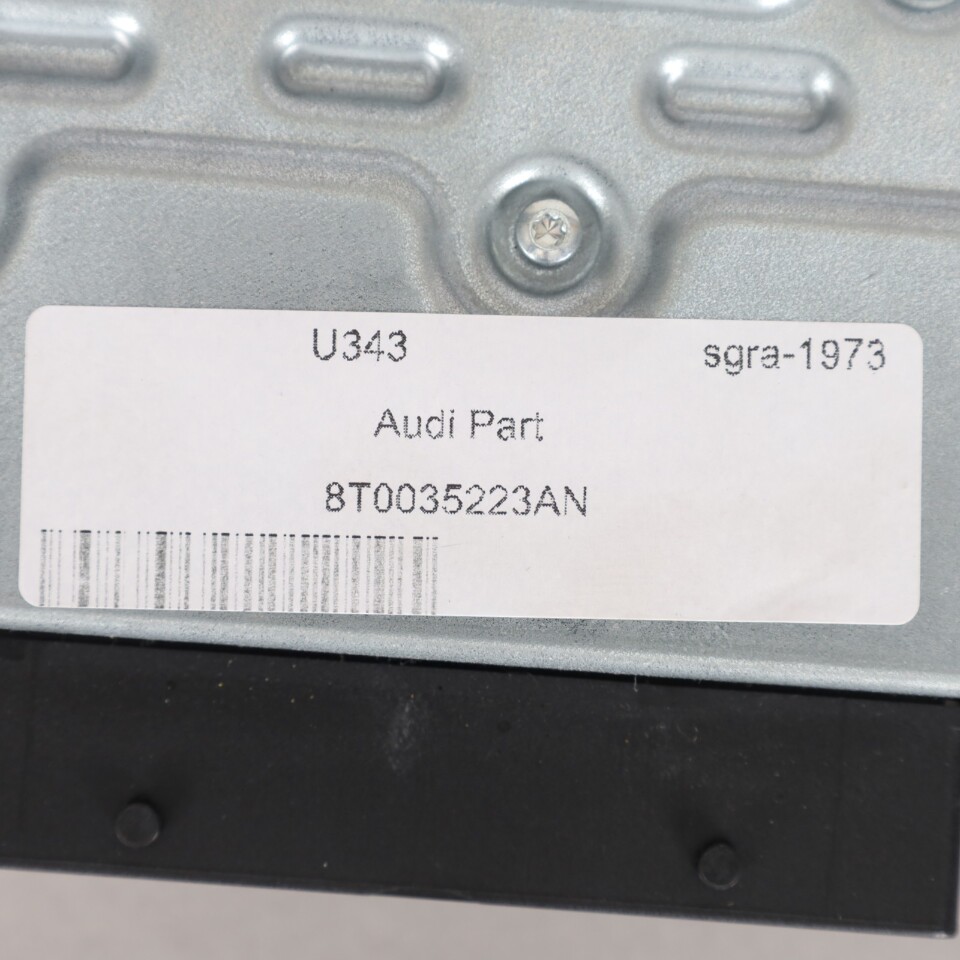 U343 sgra-1973
Audi Part
8T0035223AN